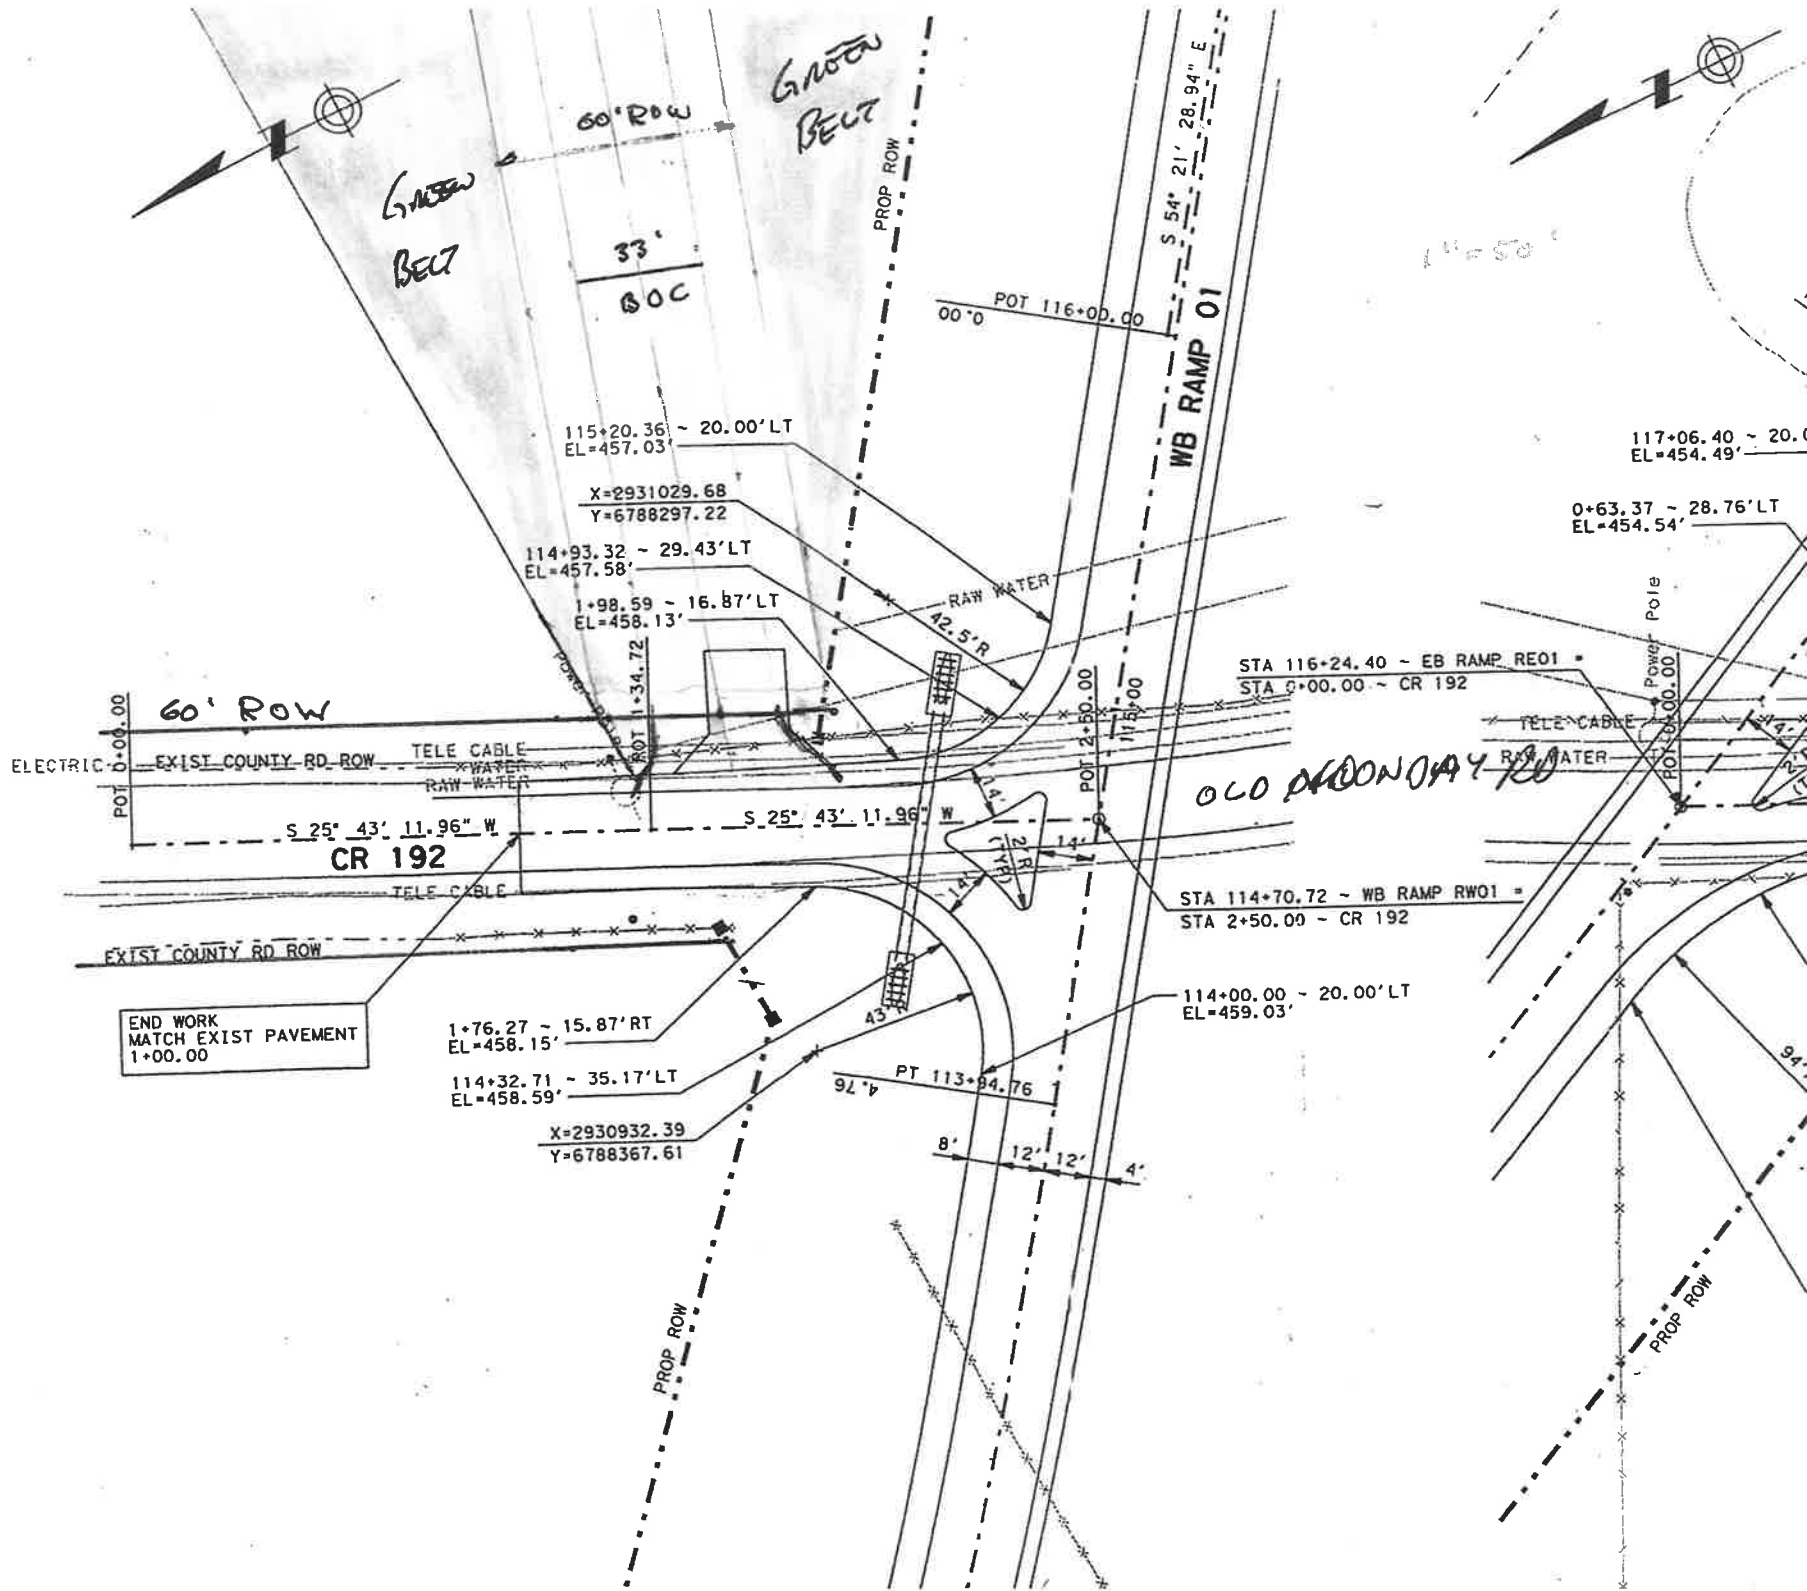 GREEN
BELT
60' ROW
GREEN
BELT
33'
BOC
PROP ROW
S 54° 21' 28.94" E
WB RAMP 01
POT 116+00.00
0.00
1"=50'
115+20.36 ~ 20.00'LT
EL=457.03'
X=2931029.68
Y=6788297.22
114+93.32 ~ 29.43'LT
EL=457.58'
1+98.59 ~ 16.87'LT
EL=458.13'
RAW WATER
42.5'R
117+06.40 ~ 20.0
EL=454.49'
0+63.37 ~ 28.76'LT
EL=454.54'
Power Pole
Power Pole
STA 116+24.40 ~ EB RAMP RE01 =
STA 0+00.00 ~ CR 192
POT 0+00.00
60' ROW
POT 1+34.72
POT 2+50.00
115+00
POT 0+00.00
ELECTRIC
EXIST COUNTY RD ROW
TELE CABLE
WATER
RAW WATER
TELE CABLE
RAW WATER
14'
OLD
RD
S 25° 43' 11.96" W
S 25° 43' 11.96" W
CR 192
14'
2'R
(TYP)
14'
14'
TELE CABLE
STA 114+70.72 ~ WB RAMP RW01 =
STA 2+50.00 ~ CR 192
EXIST COUNTY RD ROW
END WORK
MATCH EXIST PAVEMENT
1+00.00
1+76.27 ~ 15.87'RT
EL=458.15'
43'R
114+00.00 ~ 20.00'LT
EL=459.03'
114+32.71 ~ 35.17'LT
EL=458.59'
PT 113+94.76
4.76
94'
X=2930932.39
Y=6788367.61
8'
12'
12'
4'
PROP ROW
PROP ROW